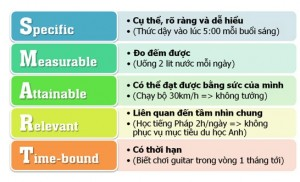 Specific
• Cụ thể, rõ ràng và dễ hiểu
• (Thức dậy vào lúc 5:00 mỗi buổi sáng)
Measurable
• Đo đếm được
• (Uống 2 lít nước mỗi ngày)
Attainable
• Có thể đạt được bằng sức của mình
• (Chạy bộ 30km/h => không tưởng)
Relevant
• Liên quan đến tầm nhìn chung
• (Học tiếng Pháp 2h/ngày => không
phục vụ mục tiêu du học Anh)
Time-bound
• Có thời hạn
• (Biết chơi guitar trong vòng 1 tháng tới)